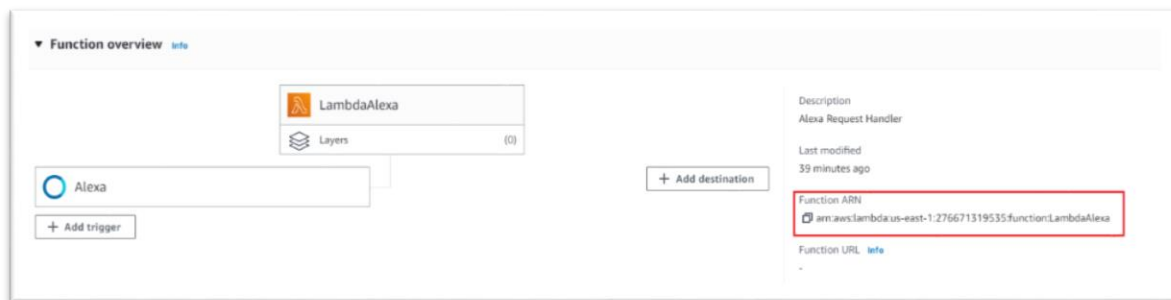 ▼ Function overview Info
LambdaAlexa
Layers (0)
Alexa
+ Add trigger
+ Add destination
Description
Alexa Request Handler
Last modified
39 minutes ago
Function ARN
arn:aws:lambda:us-east-1:276671319535:function:LambdaAlexa
Function URL Info
-